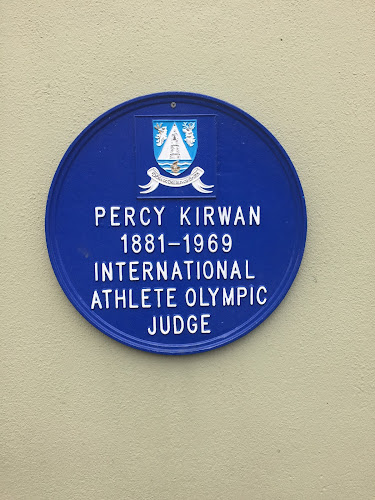 PERCY KIRWAN
1881-1969
INTERNATIONAL
ATHLETE OLYMPIC
JUDGE